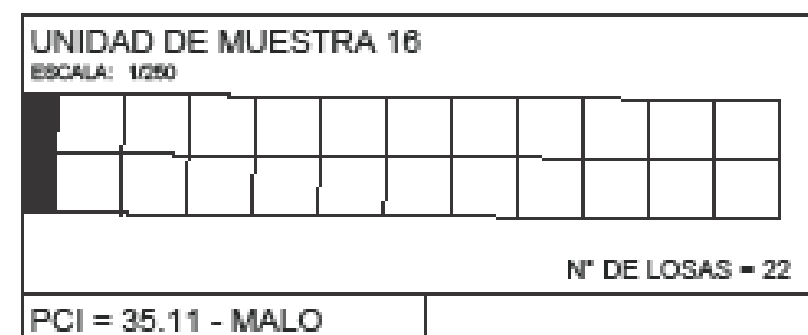 UNIDAD DE MUESTRA 16
ESCALA: 1/250
N° DE LOSAS = 22
PCI = 35.11 - MALO